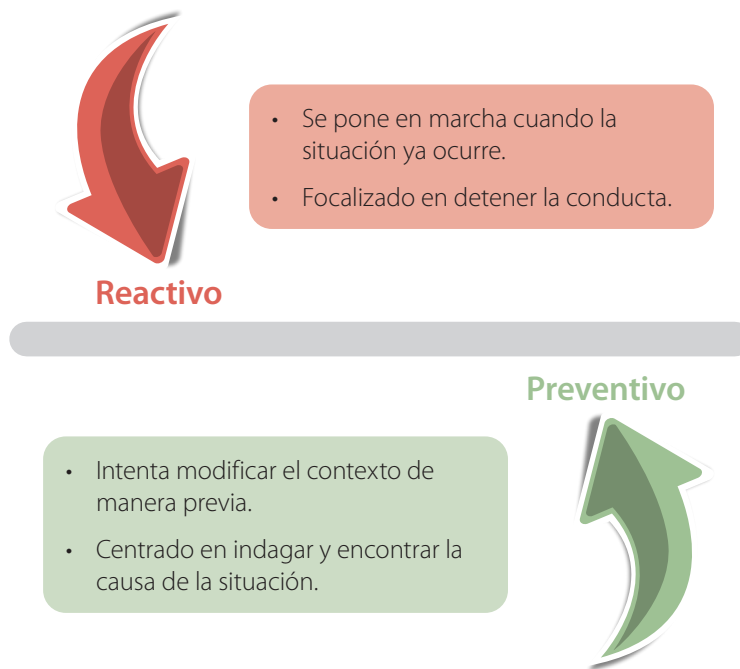 • Se pone en marcha cuando la
situación ya ocurre.
• Focalizado en detener la conducta.
Reactivo
Preventivo
• Intenta modificar el contexto de
manera previa.
• Centrado en indagar y encontrar la
causa de la situación.